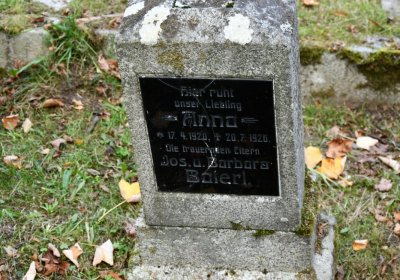 Hier ruht
unser Liebling
Anna
* 17.4.1920. † 20.7.1920.
Die trauernden Eltern
Jos. u. Barbara
Baierl.